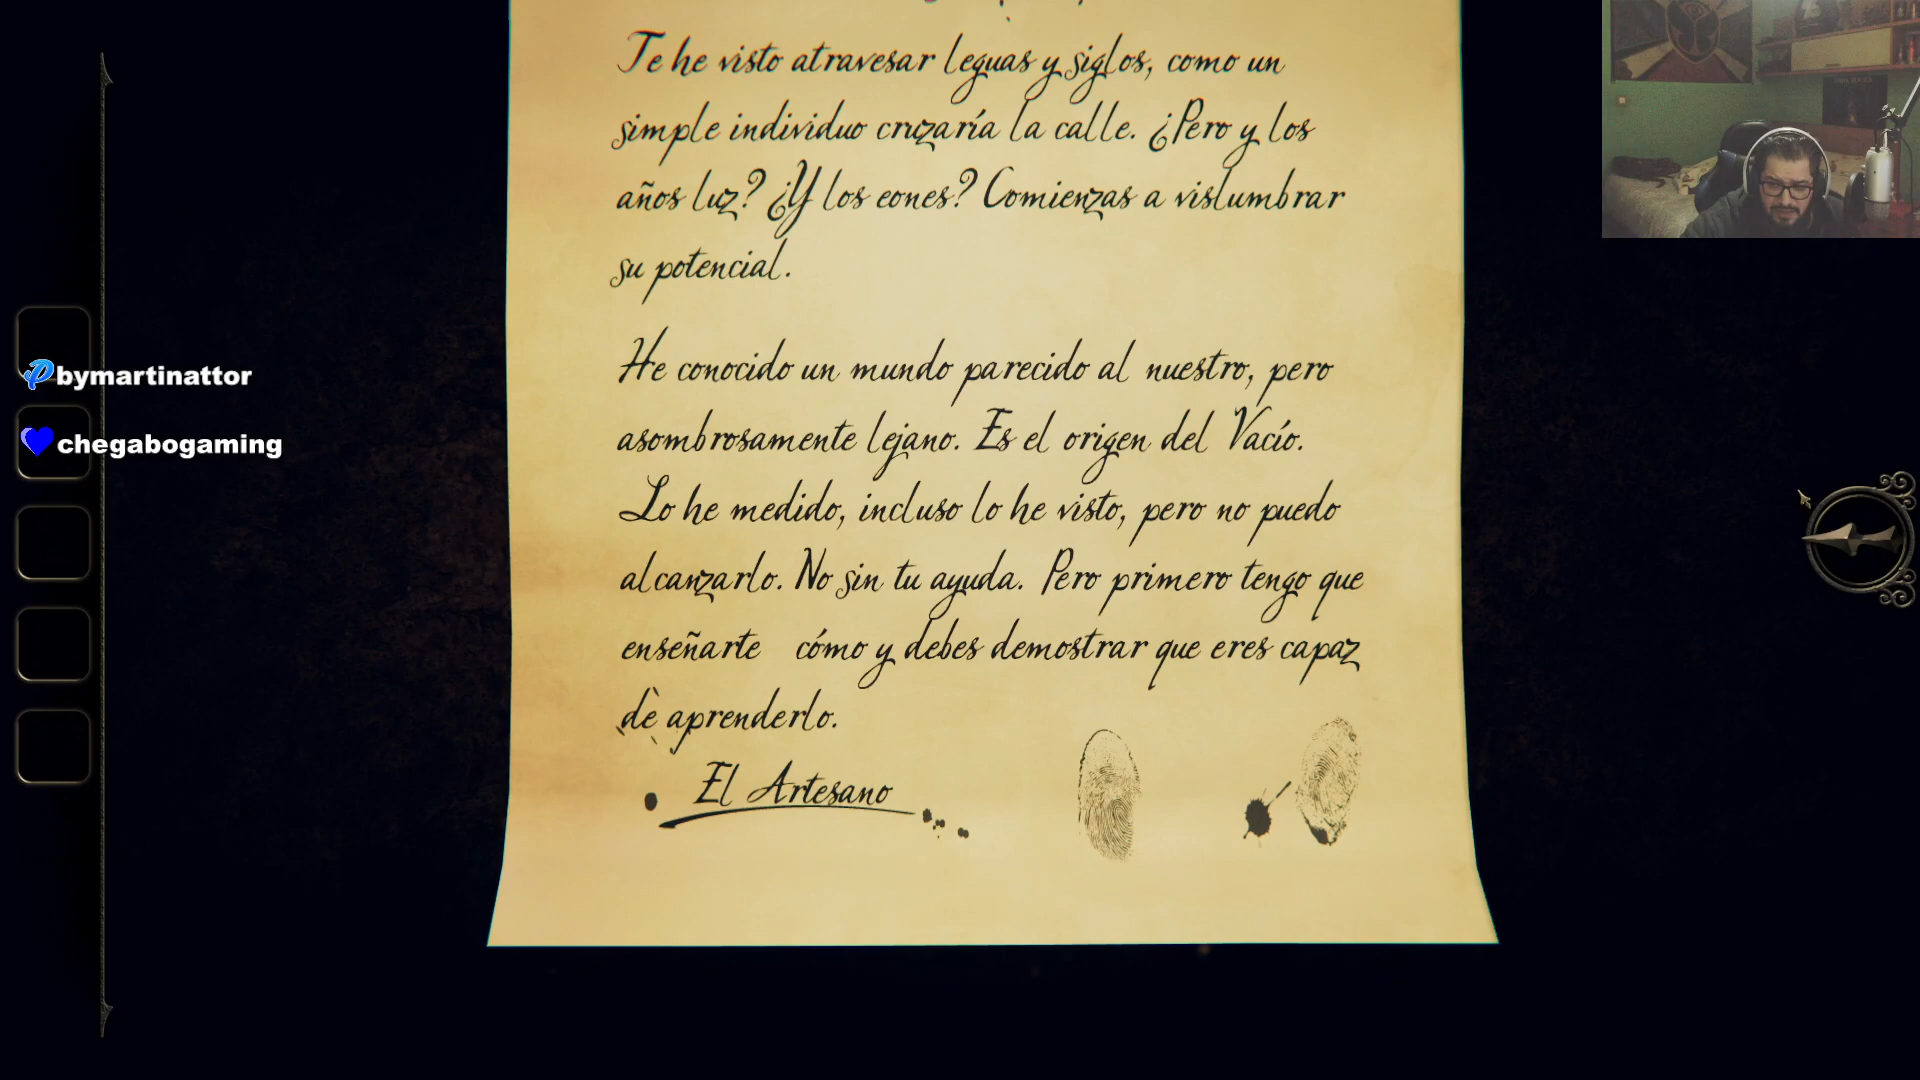 Te he visto atravesar leguas y siglos, como un
simple individuo cruzaría la calle. ¿Pero y los
años luz? ¿Y los eones? Comienzas a vislumbrar
su potencial.
He conocido un mundo parecido al nuestro, pero
asombrosamente lejano. Es el origen del Vacío.
Lo he medido, incluso lo he visto, pero no puedo
alcanzarlo. No sin tu ayuda. Pero primero tengo que
enseñarte cómo y debes demostrar que eres capaz
de aprenderlo.
El Artesano
bymartinattor
chegabogaming